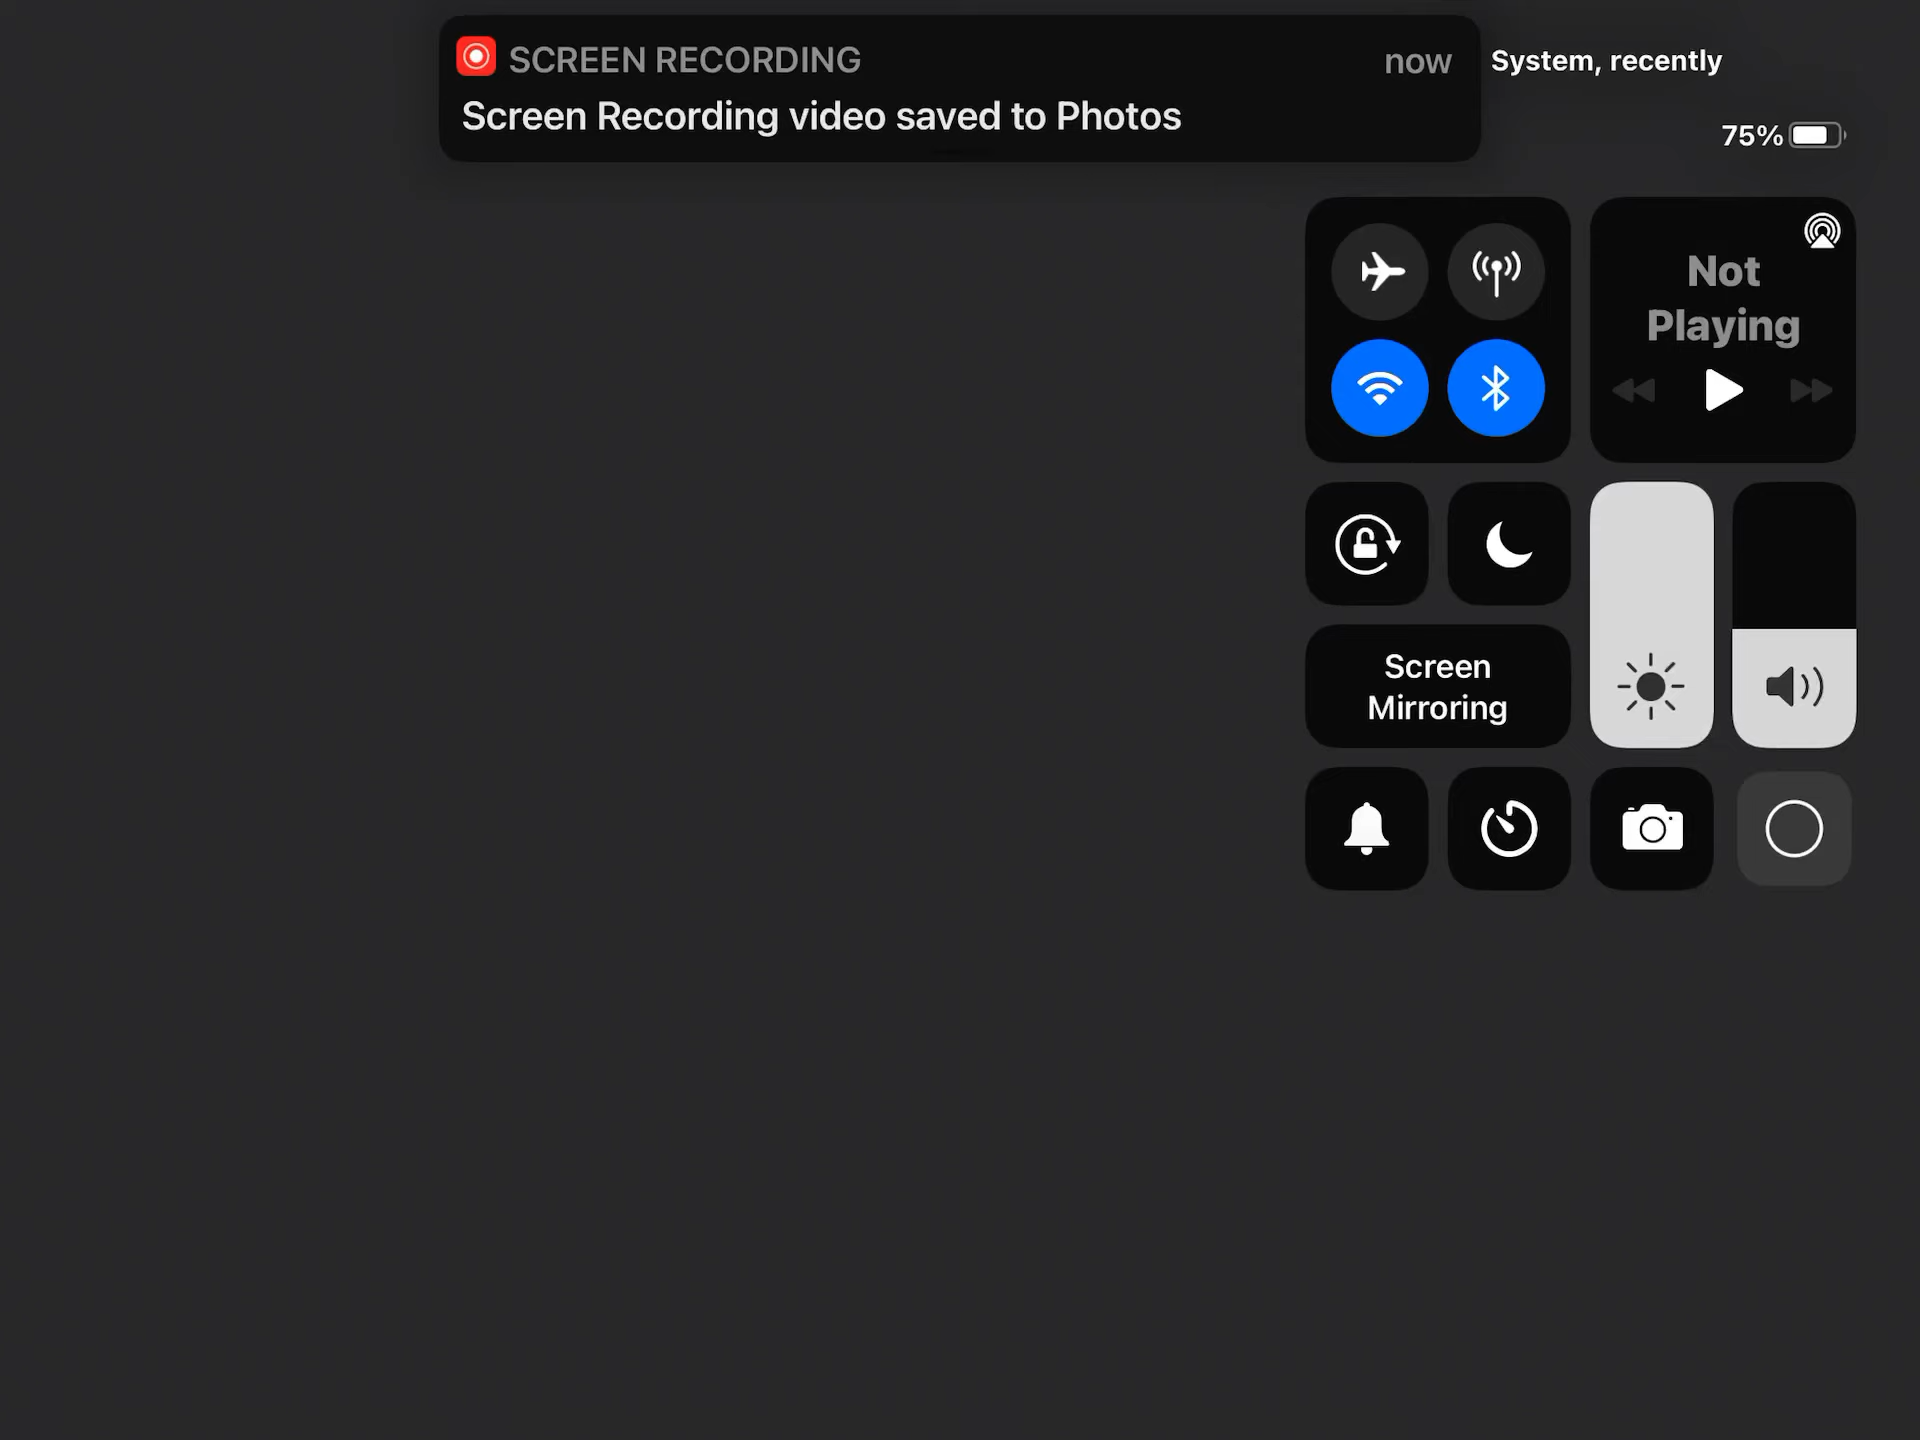 SCREEN RECORDING
now
System, recently
Screen Recording video saved to Photos
75%
Not
Playing
Screen
Mirroring